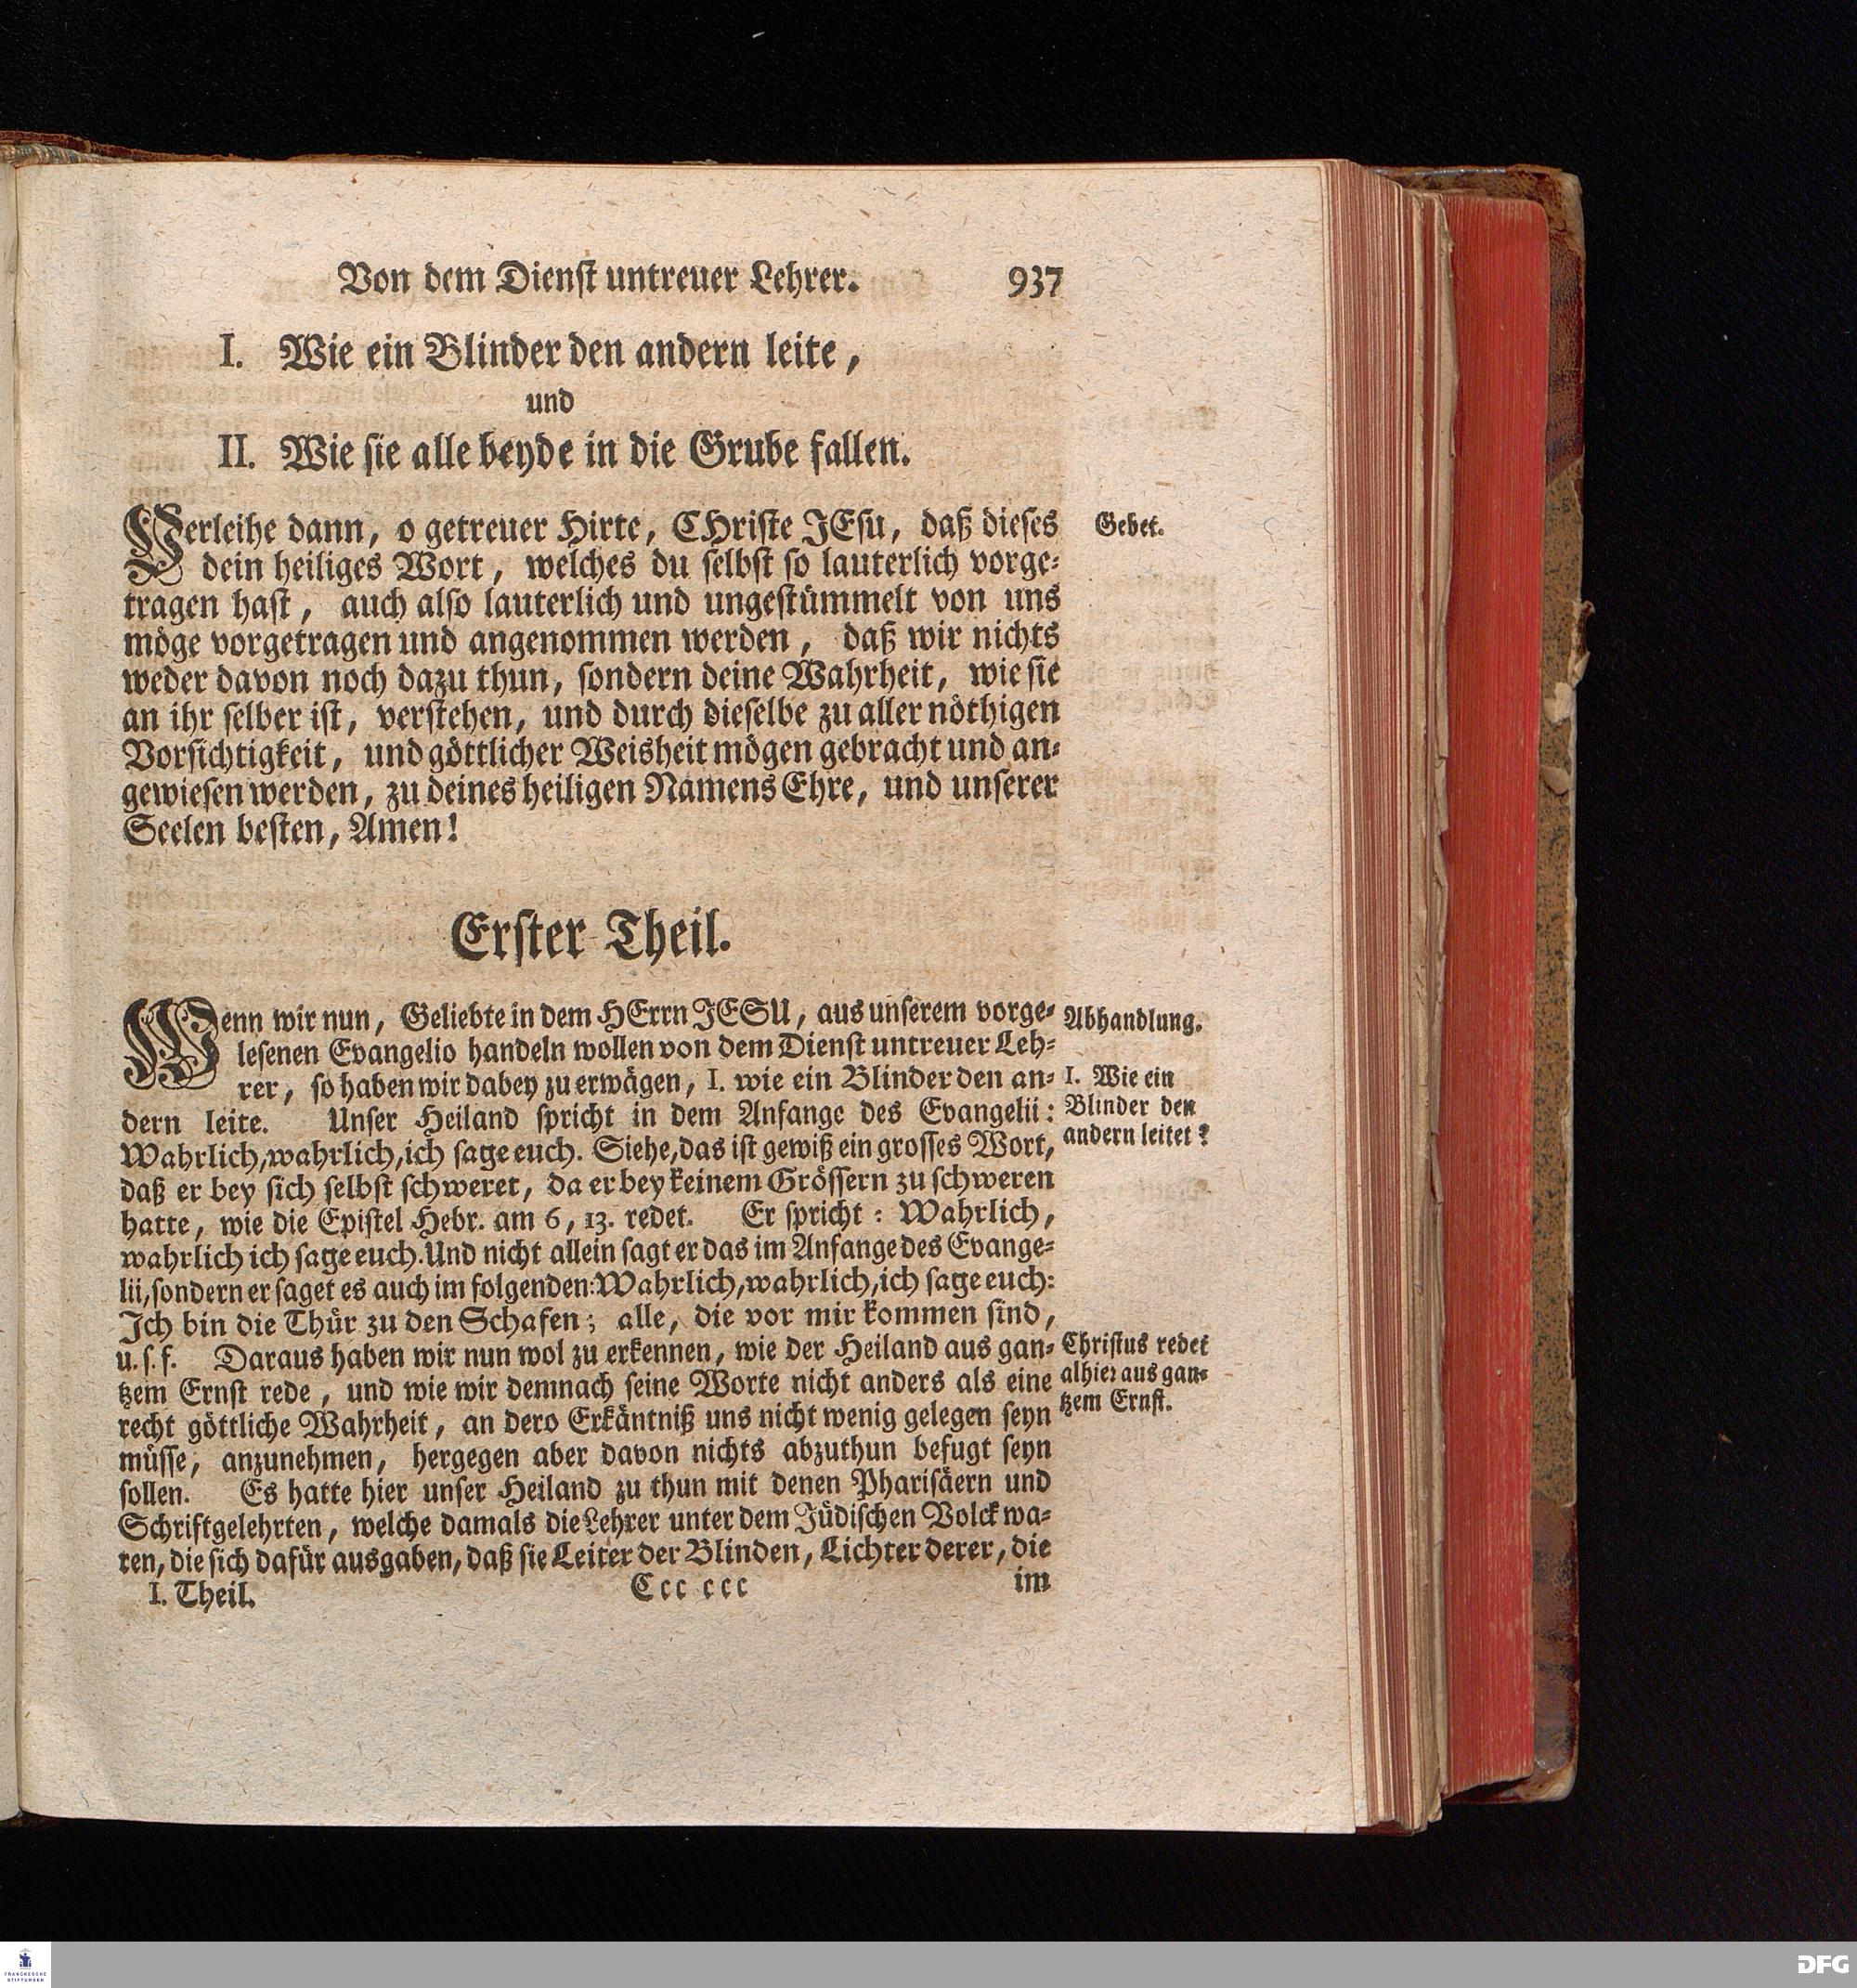 Von dem Dienst untreuer Lehrer. 937
I. Wie ein Blinder den andern leite,
und
II. Wie sie alle beyde in die Grube fallen.
Verleihe dann, o getreuer Hirte, CHriste JEsu, daß dieses
Gebet.
dein heiliges Wort, welches du selbst so lauterlich vorge-
tragen hast, auch also lauterlich und ungestümmelt von uns
möge vorgetragen und angenommen werden, daß wir nichts
weder davon noch dazu thun, sondern deine Wahrheit, wie sie
an ihr selber ist, verstehen, und durch dieselbe zu aller nöthigen
Vorsichtigkeit, und göttlicher Weisheit mögen gebracht und an-
gewiesen werden, zu deines heiligen Namens Ehre, und unserer
Seelen besten, Amen!
Erster Theil.
Wenn wir nun, Geliebte in dem HErrn JESU, aus unserem vorge-
Abhandlung.
lesenen Evangelio handeln wollen von dem Dienst untreuer Leh-
rer, so haben wir dabey zu erwägen, I. wie ein Blinder den an-
I. Wie ein
Blinder den
andern leitet?
dern leite. Unser Heiland spricht in dem Anfange des Evangelii:
Wahrlich, wahrlich, ich sage euch. Siehe, das ist gewiß ein grosses Wort,
daß er bey sich selbst schweret, da er bey keinem Grössern zu schweren
hatte, wie die Epistel Hebr. am 6, 13. redet. Er spricht: Wahrlich,
wahrlich ich sage euch. Und nicht allein sagt er das im Anfange des Evange-
lii, sondern er saget es auch im folgenden: Wahrlich, wahrlich, ich sage euch:
Ich bin die Thür zu den Schafen; alle, die vor mir kommen sind,
u. s. f. Daraus haben wir nun wol zu erkennen, wie der Heiland aus gan-
Christus redet
alhier aus gan-
tzem Ernst.
tzem Ernst rede, und wie wir demnach seine Worte nicht anders als eine
recht göttliche Wahrheit, an dero Erkäntniß uns nicht wenig gelegen seyn
müsse, anzunehmen, hergegen aber davon nichts abzuthun befugt seyn
sollen. Es hatte hier unser Heiland zu thun mit denen Pharisäern und
Schriftgelehrten, welche damals die Lehrer unter dem Jüdischen Volck wa-
ren, die sich dafür ausgaben, daß sie Leiter der Blinden, Lichter derer, die
I. Theil. Ccc ccc im
FRANCKESCHE
STIFTUNGEN
DFG